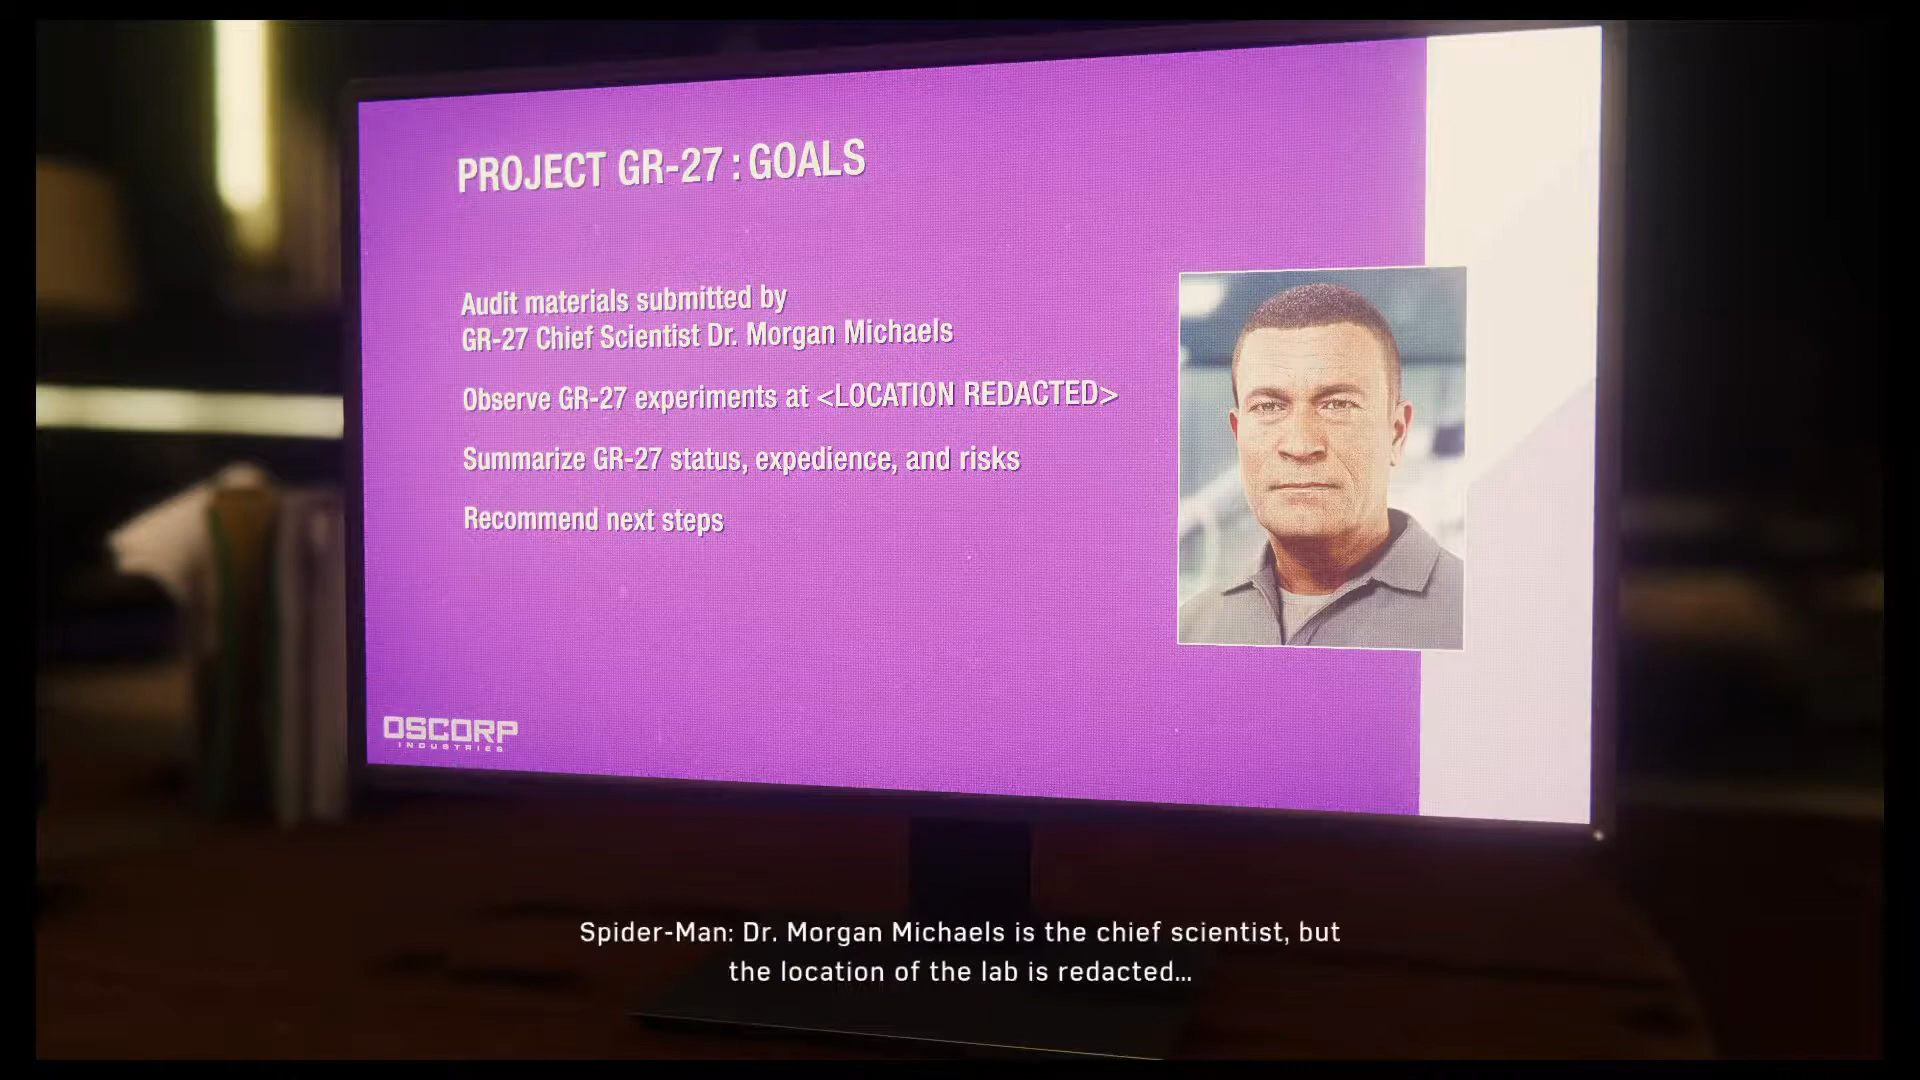 PROJECT GR-27 : GOALS
Audit materials submitted by
GR-27 Chief Scientist Dr. Morgan Michaels
Observe GR-27 experiments at <LOCATION REDACTED>
Summarize GR-27 status, expedience, and risks
Recommend next steps
OSCORP
INDUSTRIES
Spider-Man: Dr. Morgan Michaels is the chief scientist, but
the location of the lab is redacted...